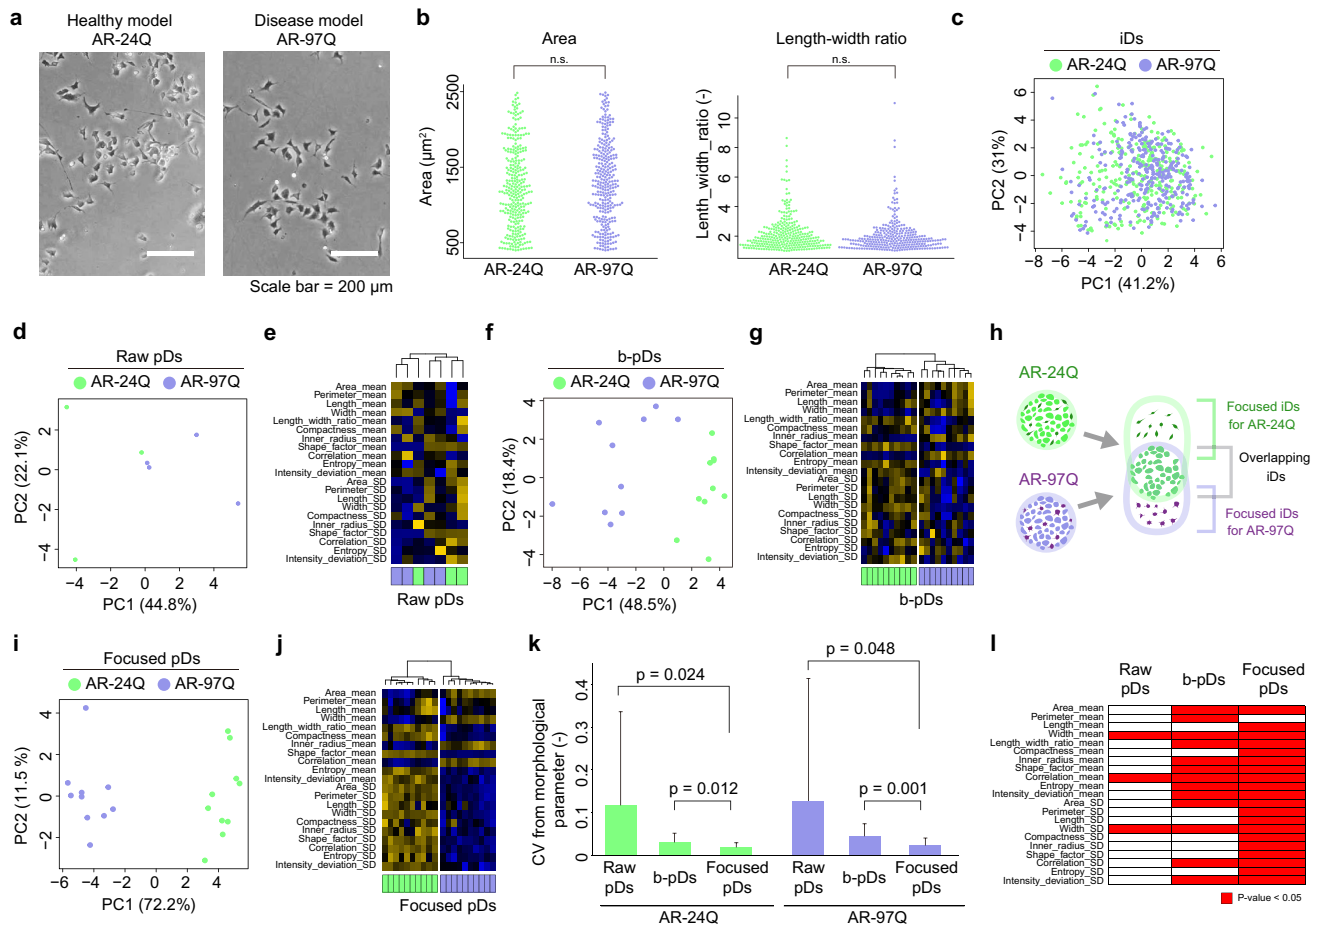 a
Healthy model
AR-24Q
Disease model
AR-97Q
Scale bar = 200 µm
b
Area
n.s.
Area (µm²)
2500
1500
500
AR-24Q
AR-97Q
Length-width ratio
n.s.
Lenth_width_ratio (-)
10
8
6
4
2
AR-24Q
AR-97Q
c
iDs
AR-24Q
AR-97Q
PC2 (31%)
6
4
2
0
−2
−4
−8 −6 −4 −2 0 2 4 6
PC1 (41.2%)
d
Raw pDs
AR-24Q
AR-97Q
PC2 (22.1%)
2
0
−2
−4
−4 −2 0 2 4
PC1 (44.8%)
e
Area_mean
Perimeter_mean
Length_mean
Width_mean
Length_width_ratio_mean
Compactness_mean
Inner_radius_mean
Shape_factor_mean
Correlation_mean
Entropy_mean
Intensity_deviation_mean
Area_SD
Perimeter_SD
Length_SD
Width_SD
Compactness_SD
Inner_radius_SD
Shape_factor_SD
Correlation_SD
Entropy_SD
Intensity_deviation_SD
Raw pDs
f
b-pDs
AR-24Q
AR-97Q
PC2 (18.4%)
4
2
0
−2
−4
−8 −6 −4 −2 0 2 4
PC1 (48.5%)
g
Area_mean
Perimeter_mean
Length_mean
Width_mean
Length_width_ratio_mean
Compactness_mean
Inner_radius_mean
Shape_factor_mean
Correlation_mean
Entropy_mean
Intensity_deviation_mean
Area_SD
Perimeter_SD
Length_SD
Width_SD
Compactness_SD
Inner_radius_SD
Shape_factor_SD
Correlation_SD
Entropy_SD
Intensity_deviation_SD
b-pDs
h
AR-24Q
AR-97Q
Focused iDs
for AR-24Q
Overlapping
iDs
Focused iDs
for AR-97Q
i
Focused pDs
AR-24Q
AR-97Q
PC2 (11.5 %)
4
2
0
−2
−6 −4 −2 0 2 4
PC1 (72.2%)
j
Area_mean
Perimeter_mean
Length_mean
Width_mean
Length_width_ratio_mean
Compactness_mean
Inner_radius_mean
Shape_factor_mean
Correlation_mean
Entropy_mean
Intensity_deviation_mean
Area_SD
Perimeter_SD
Length_SD
Width_SD
Compactness_SD
Inner_radius_SD
Shape_factor_SD
Correlation_SD
Entropy_SD
Intensity_deviation_SD
Focused pDs
k
CV from morphological
parameter (-)
0.4
0.3
0.2
0.1
0
p = 0.024
p = 0.012
p = 0.048
p = 0.001
Raw
pDs
b-pDs
Focused
pDs
AR-24Q
Raw
pDs
b-pDs
Focused
pDs
AR-97Q
l
Raw
pDs
b-pDs
Focused
pDs
Area_mean
Perimeter_mean
Length_mean
Width_mean
Length_width_ratio_mean
Compactness_mean
Inner_radius_mean
Shape_factor_mean
Correlation_mean
Entropy_mean
Intensity_deviation_mean
Area_SD
Perimeter_SD
Length_SD
Width_SD
Compactness_SD
Inner_radius_SD
Shape_factor_SD
Correlation_SD
Entropy_SD
Intensity_deviation_SD
P-value < 0.05